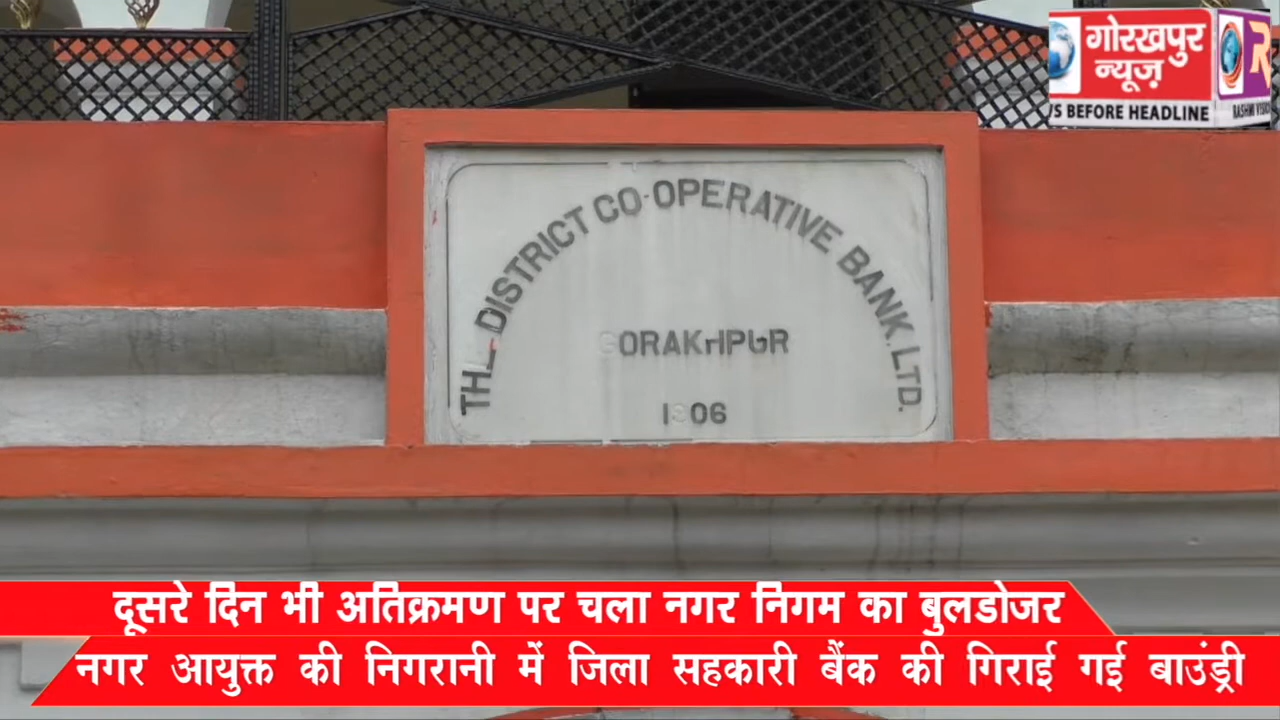 गोरखपुर
न्यूज़
S BEFORE HEADLINE
RASHMI
THE DISTRICT CO-OPERATIVE BANK. LTD.
GORAKHPUR
1906
दूसरे दिन भी अतिक्रमण पर चला नगर निगम का बुलडोजर
नगर आयुक्त की निगरानी में जिला सहकारी बैंक की गिराई गई बाउंड्री